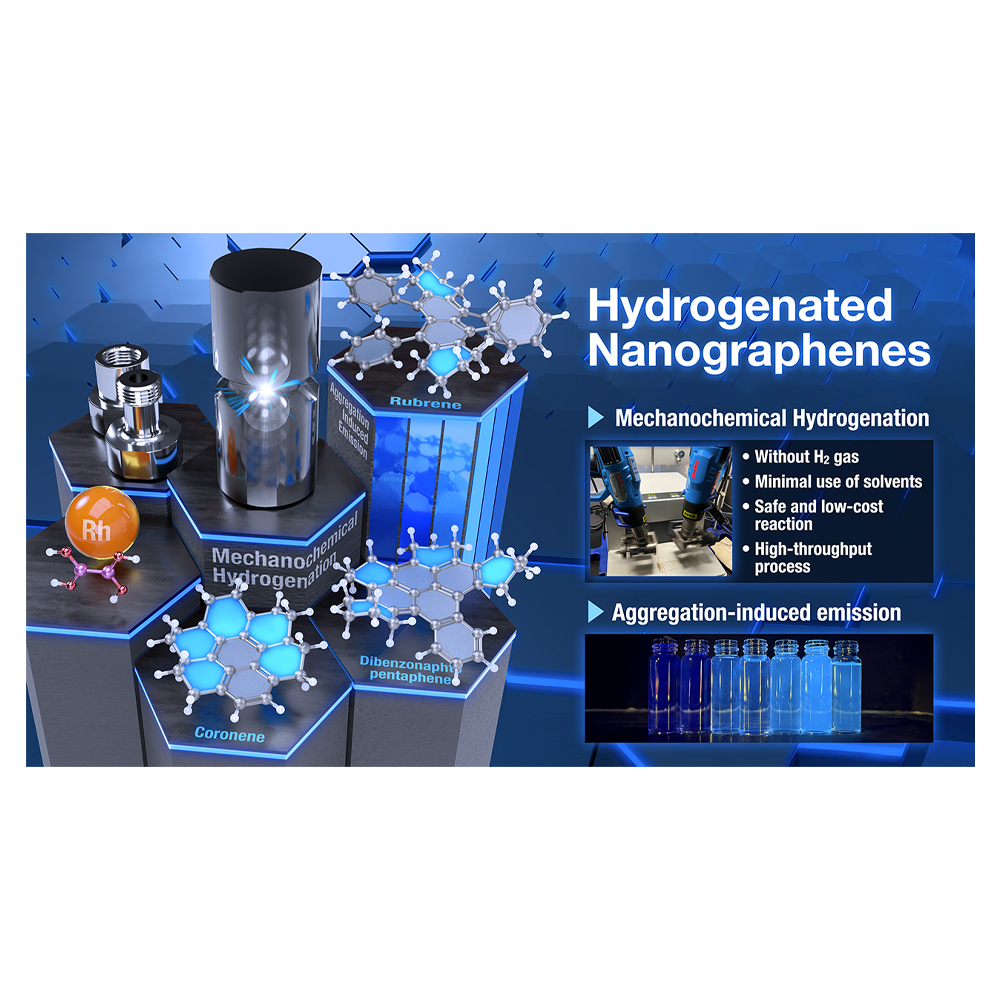 Hydrogenated
Nanographenes
Mechanochemical Hydrogenation
• Without H₂ gas
• Minimal use of solvents
• Safe and low-cost
reaction
• High-throughput
process
Aggregation-induced emission
Rubrene
Aggregation
Induced
Emission
Rh
Mechanochemical
Hydrogenation
Dibenzonaphtho
pentaphene
Coronene